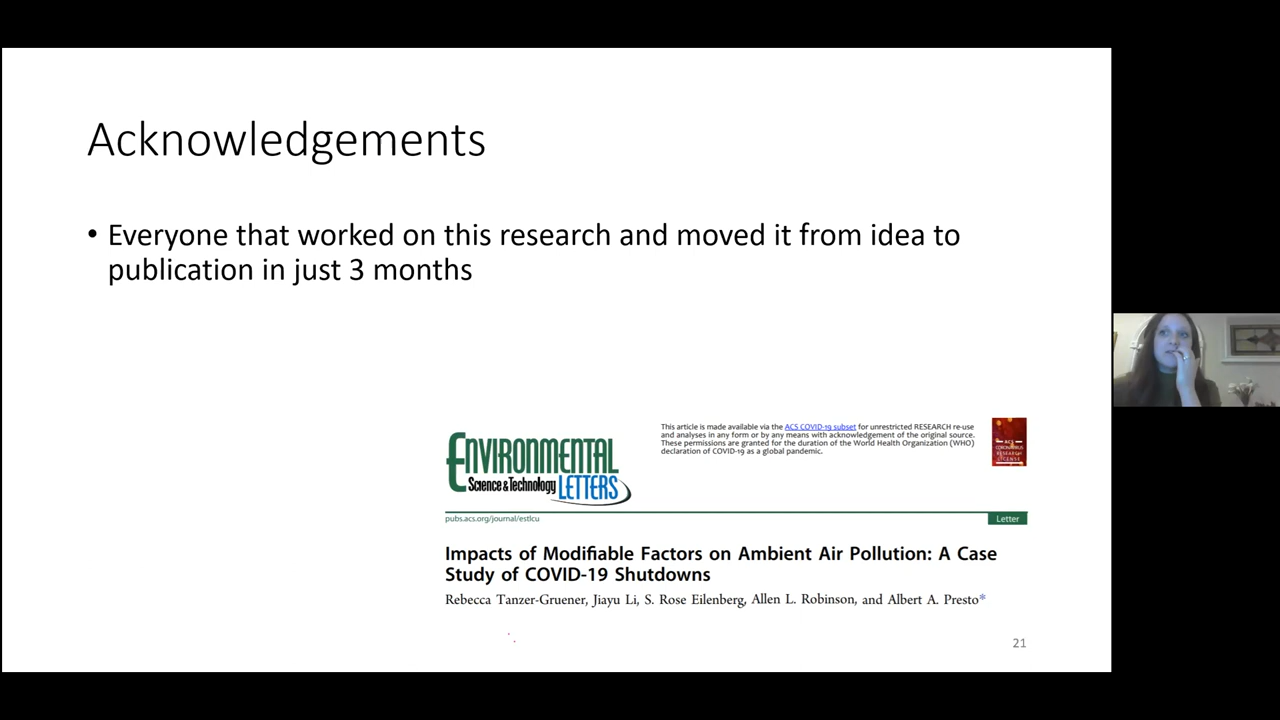 Acknowledgements
• Everyone that worked on this research and moved it from idea to
publication in just 3 months
ENVIRONMENTAL
Science & Technology LETTERS
This article is made available via the ACS COVID-19 subset for unrestricted RESEARCH re-use
and analyses in any form or by any means with acknowledgement of the original source.
These permissions are granted for the duration of the World Health Organization (WHO)
declaration of COVID-19 as a global pandemic.
ACS
CORONAVIRUS
RESEARCH
LICENSE
pubs.acs.org/journal/estlcu
Letter
Impacts of Modifiable Factors on Ambient Air Pollution: A Case
Study of COVID-19 Shutdowns
Rebecca Tanzer-Gruener, Jiayu Li, S. Rose Eilenberg, Allen L. Robinson, and Albert A. Presto*
21